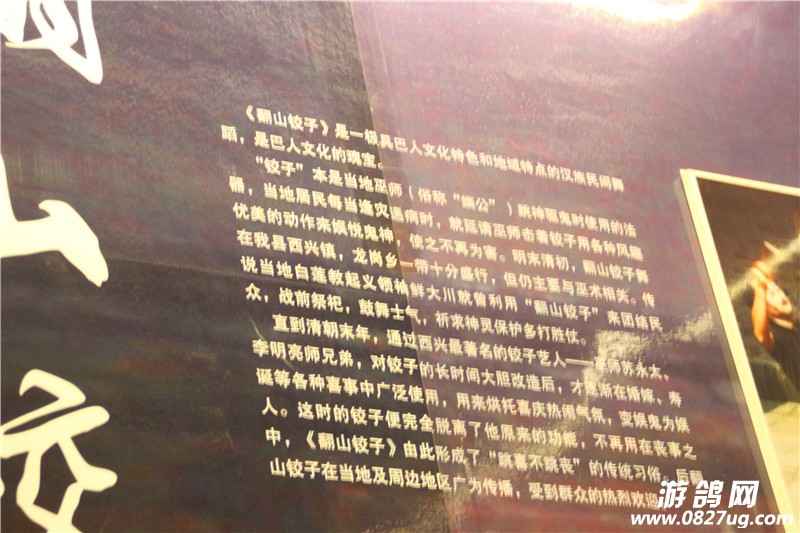 翻
山
铰
《翻山铰子》是一极具巴人文化特色和地域特点的汉族民间舞
蹈，是巴人文化的瑰宝。
“铰子”本是当地巫师（俗称“端公”）跳神驱鬼时使用的法
器，当地居民每当逢灾遇病时，就延请巫师击着铰子用各种风趣
优美的动作来娱悦鬼神，使之不再为害。明末清初，翻山铰子舞
在我县西兴镇，龙岗乡一带十分盛行，但仍主要与巫术相关。传
说当地白莲教起义领袖鲜大川就曾利用“翻山铰子”来团结民
众，战前祭祀，鼓舞士气，祈求神灵保护多打胜仗。
直到清朝末年，通过西兴最著名的铰子艺人——巫师苏永太、
李明亮师兄弟，对铰子的长时间大胆改造后，才逐渐在婚嫁、寿
诞等各种喜事中广泛使用，用来烘托喜庆热闹气氛，变娱鬼为娱
人。这时的铰子便完全脱离了他原来的功能，不再用在丧事之
中，《翻山铰子》由此形成了“跳喜不跳丧”的传统习俗。后翻
山铰子在当地及周边地区广为传播，受到群众的热烈欢迎
游鸽网
www.0827ug.com